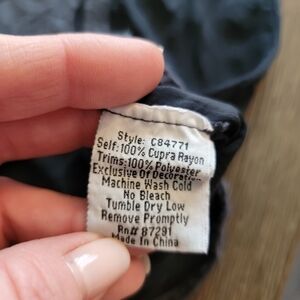 Style: C84771
Self:100% Cupra Rayon
Trims:100% Polyester
Exclusive Of Decoration
Machine Wash Cold
No Bleach
Tumble Dry Low
Remove Promptly
Rn# 87291
Made In China